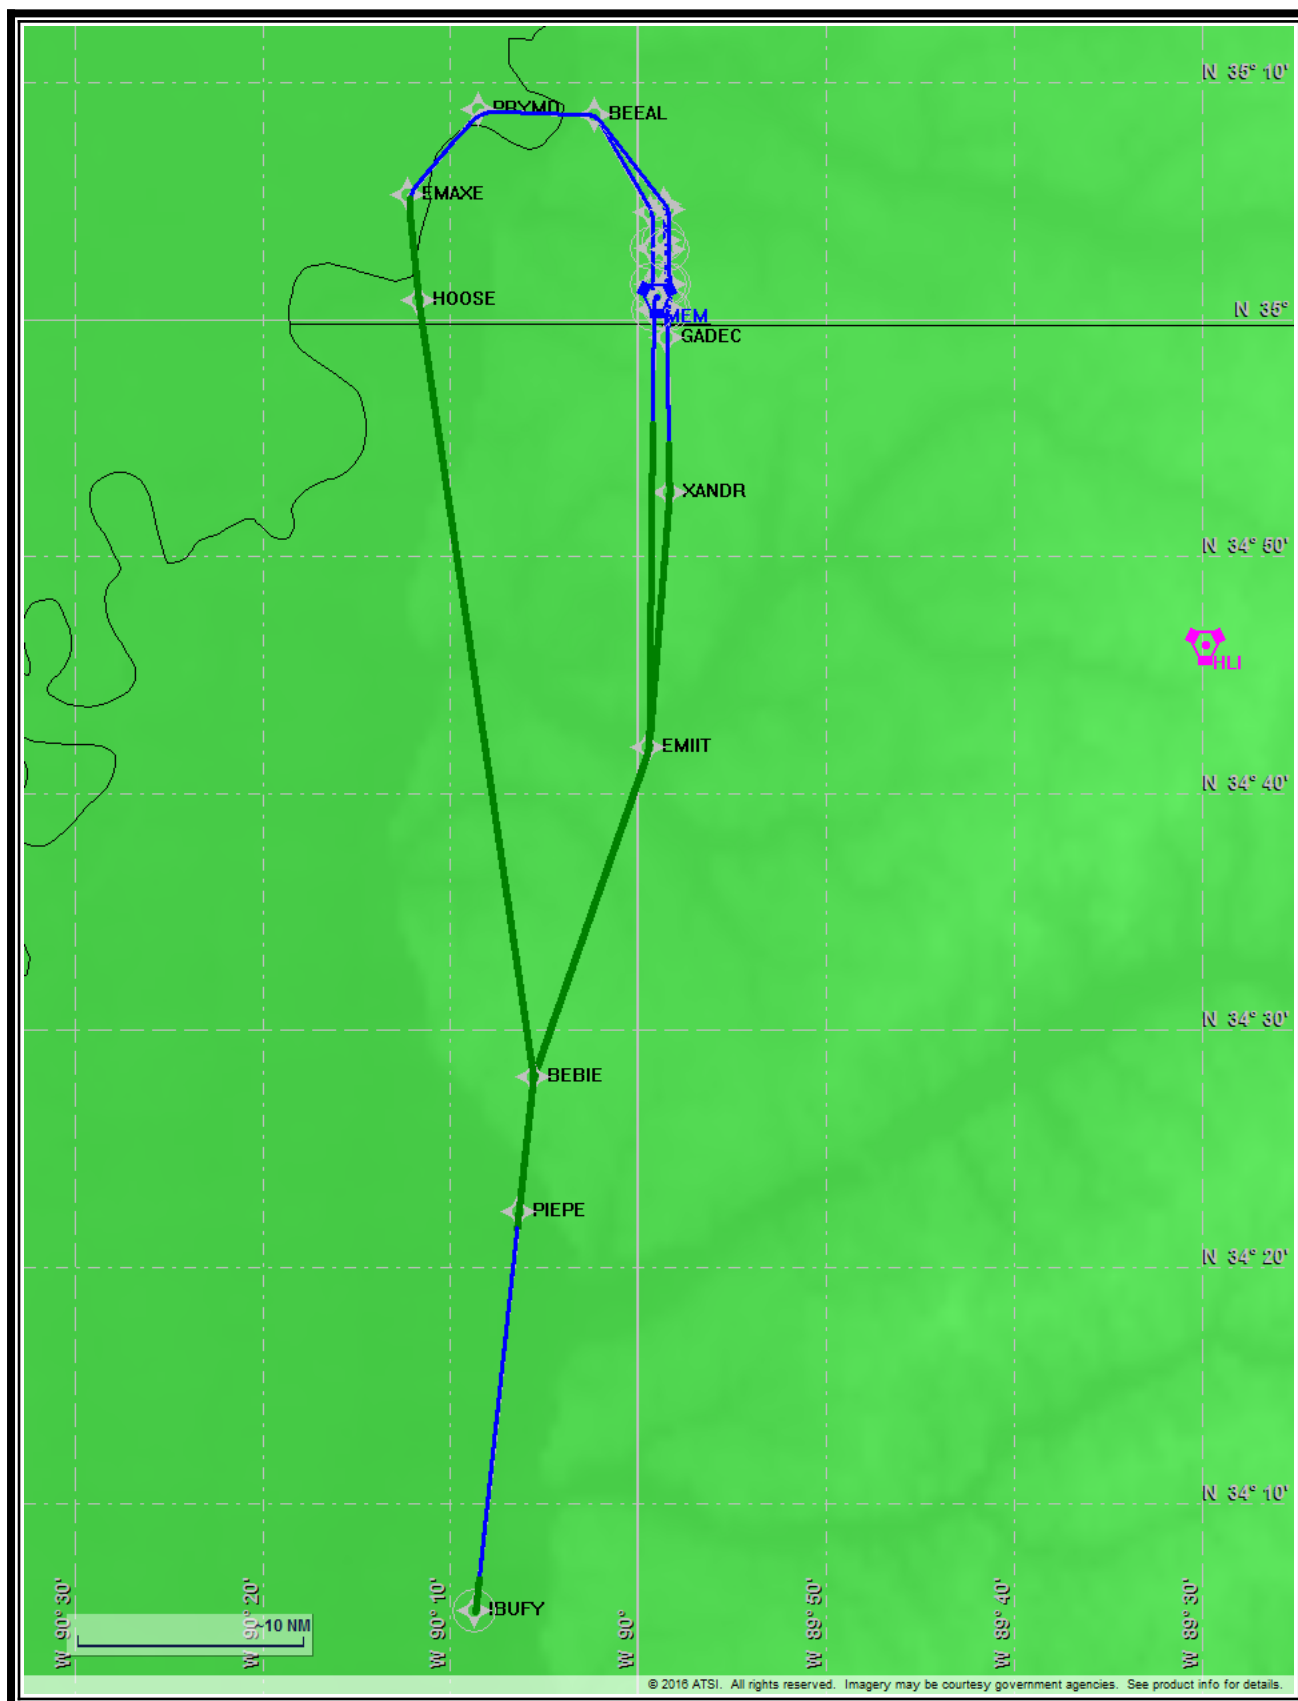 N 35° 10'
BEEAL
EMAXE
HOOSE
N 35°
MEM
GADEC
XANDR
N 34° 50'
HLI
EMIIT
N 34° 40'
N 34° 30'
BEBIE
PIEPE
N 34° 20'
N 34° 10'
W 90° 30'
W 90° 20'
W 90° 10'
W 90°
W 89° 50'
W 89° 40'
W 89° 30'
IBUFY
~10 NM
© 2016 ATSI. All rights reserved. Imagery may be courtesy government agencies. See product info for details.